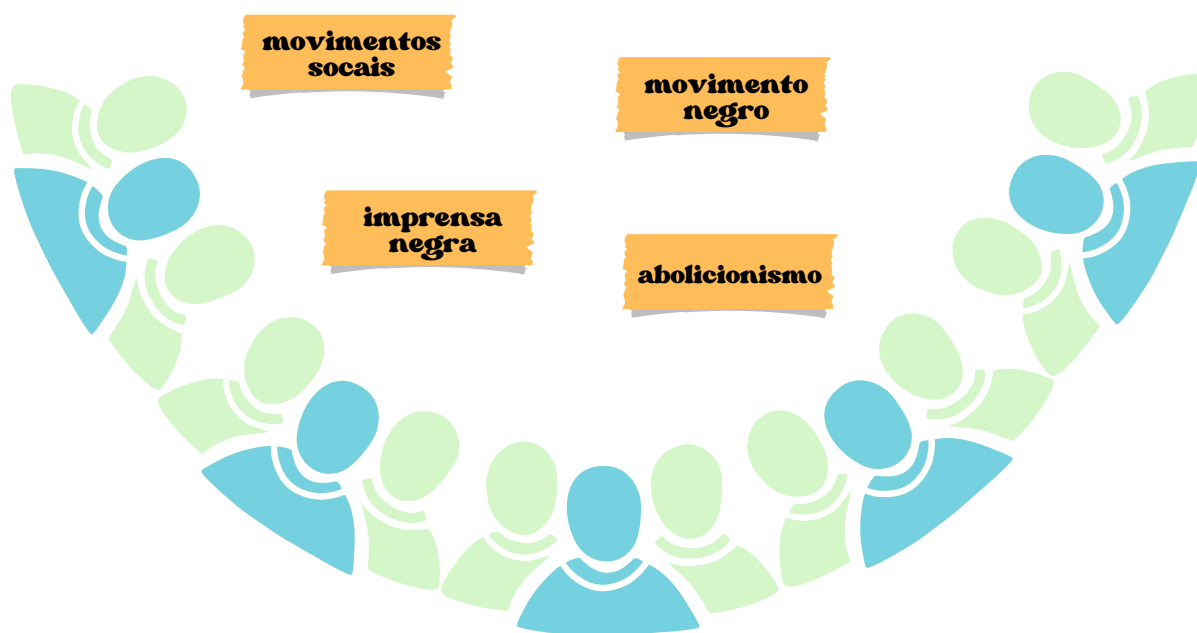 movimentos
socais
movimento
negro
imprensa
negra
abolicionismo